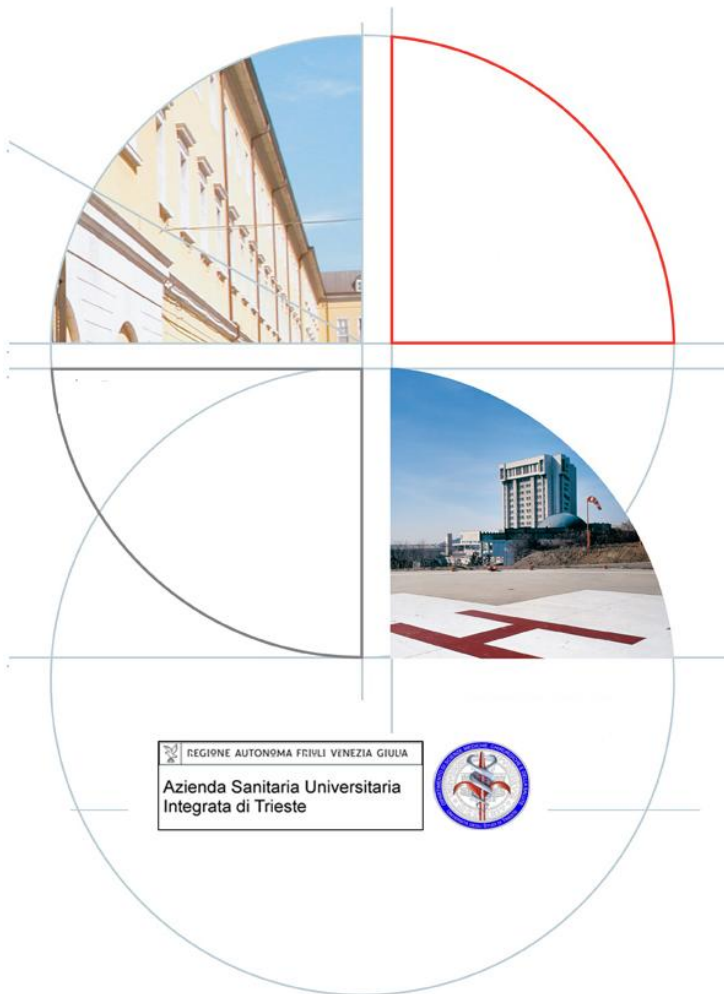 REGIONE AUTONOMA FRIULI VENEZIA GIULIA
Azienda Sanitaria Universitaria
Integrata di Trieste